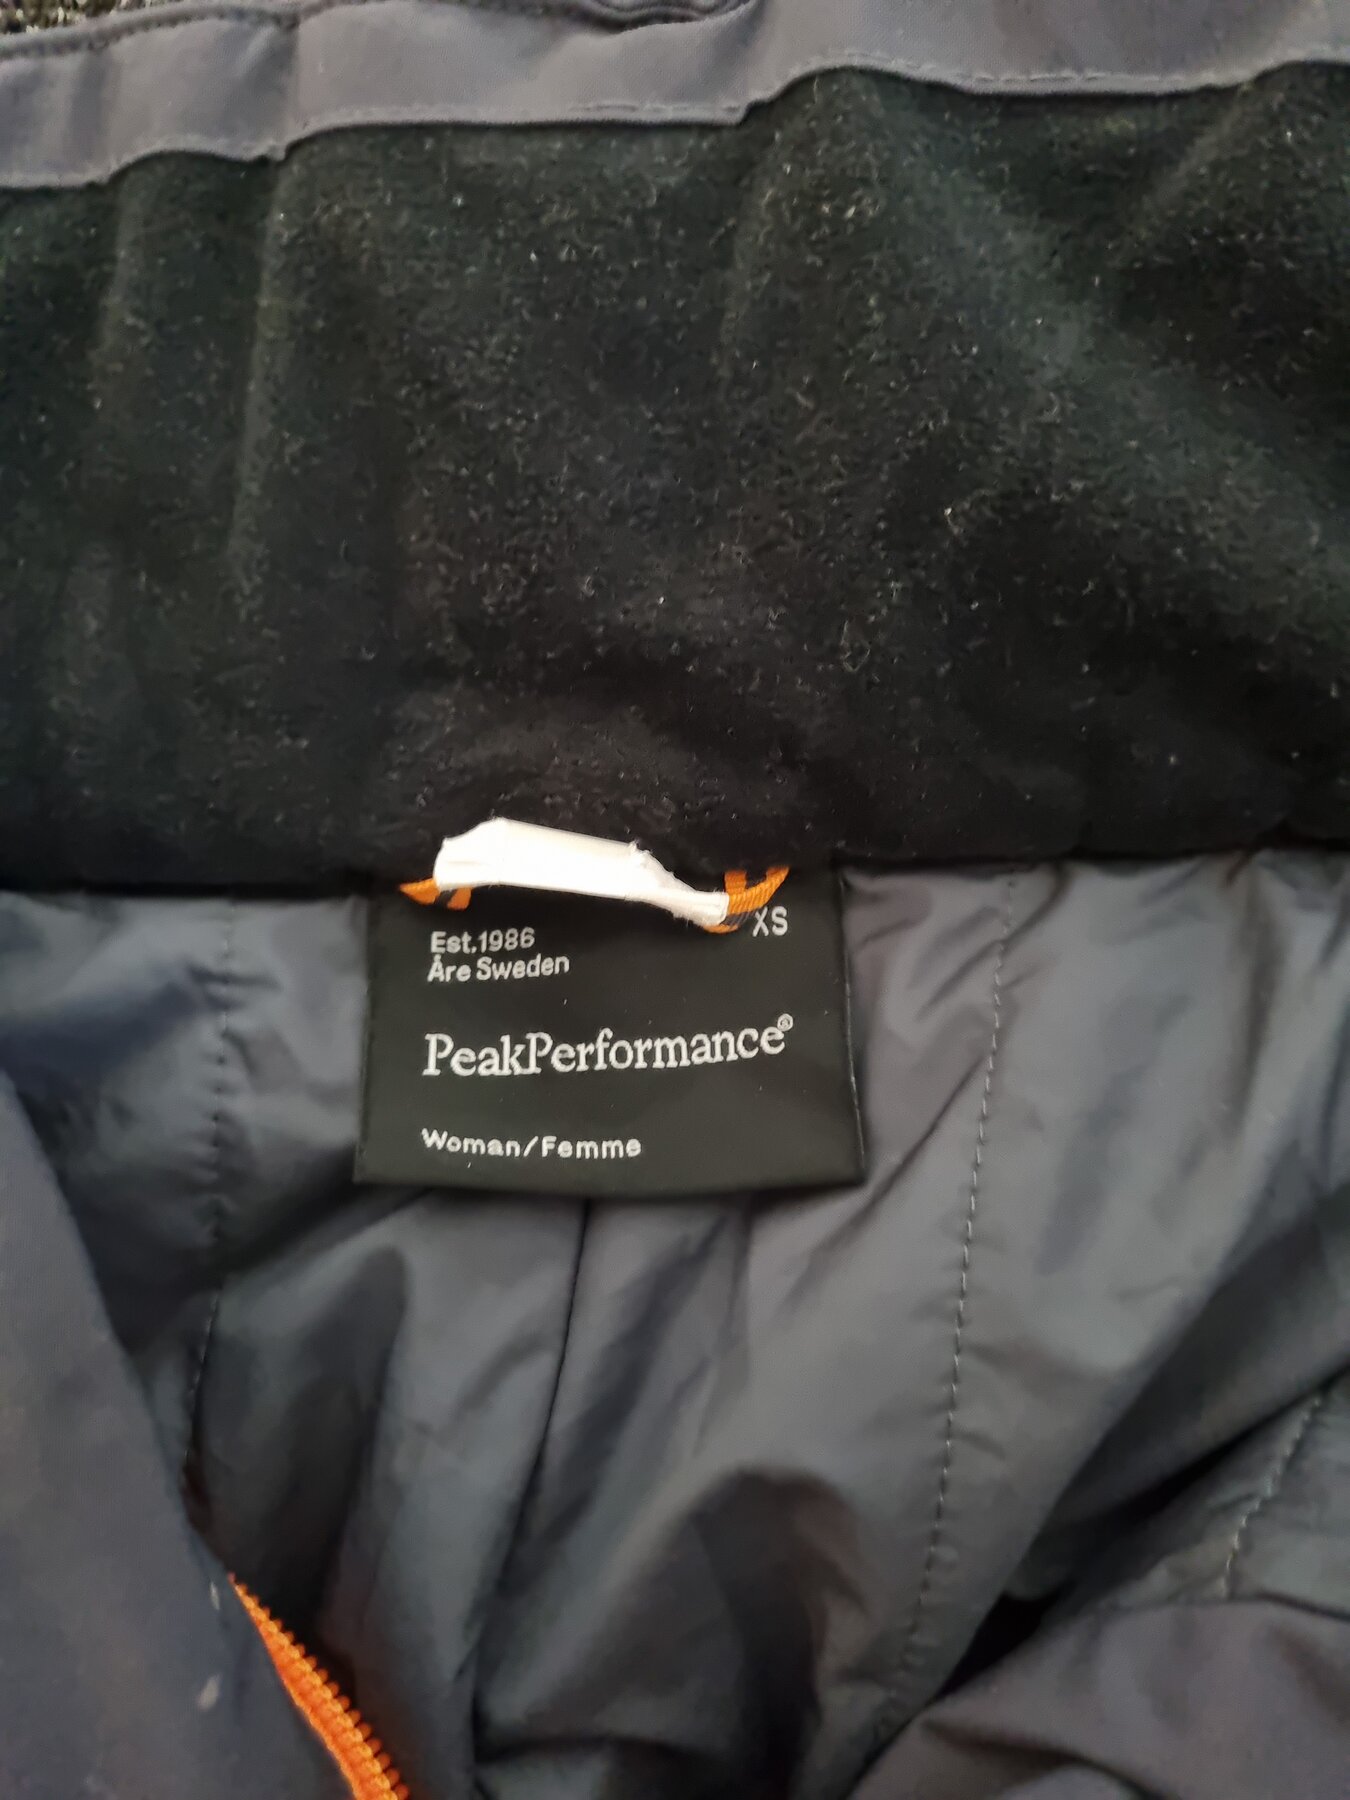 XS
Est.1986
Åre Sweden
PeakPerformance®
Woman/Femme